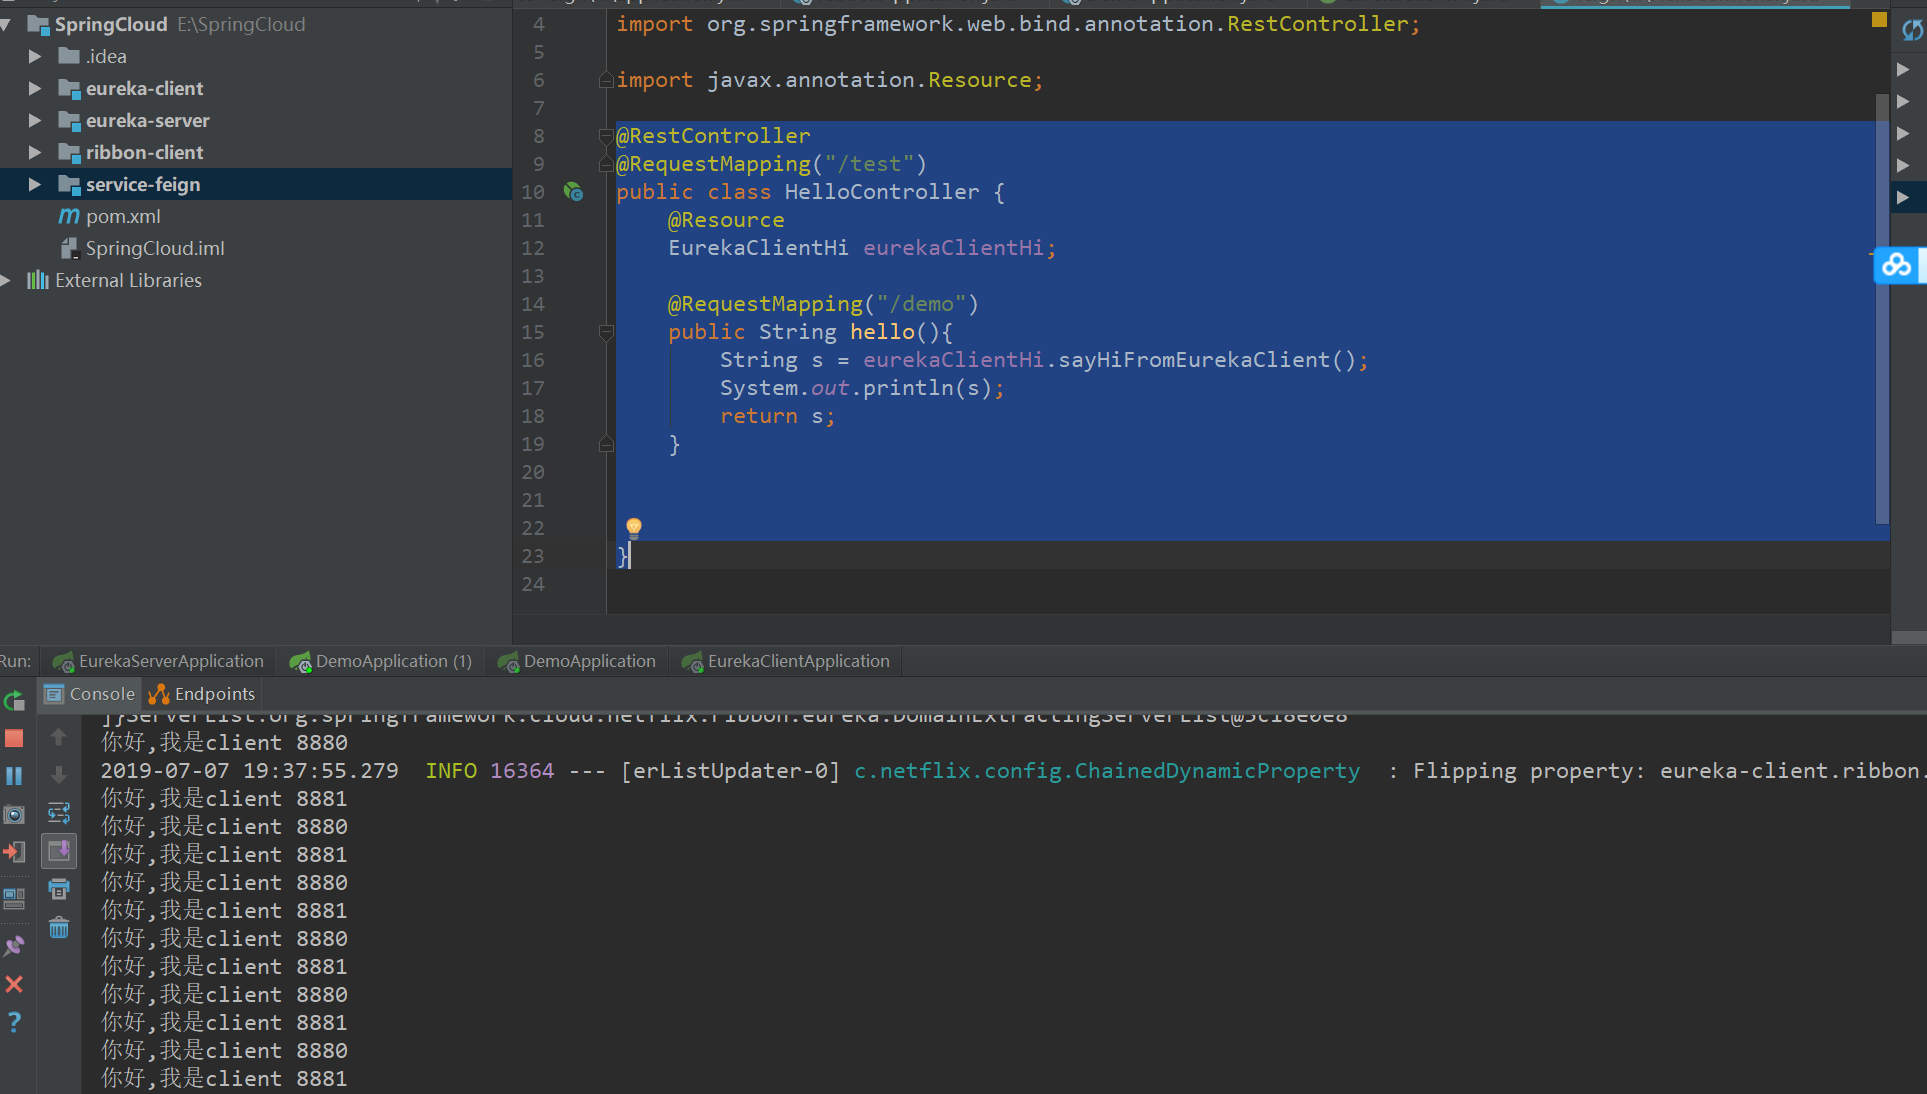 SpringCloud E:\SpringCloud
.idea
eureka-client
eureka-server
ribbon-client
service-feign
pom.xml
SpringCloud.iml
External Libraries
4 import org.springframework.web.bind.annotation.RestController;
5
6 import javax.annotation.Resource;
7
8 @RestController
9 @RequestMapping("/test")
10 public class HelloController {
11 @Resource
12 EurekaClientHi eurekaClientHi;
13
14 @RequestMapping("/demo")
15 public String hello(){
16 String s = eurekaClientHi.sayHiFromEurekaClient();
17 System.out.println(s);
18 return s;
19 }
20
21
22
23 }
24
Run: EurekaServerApplication DemoApplication (1) DemoApplication EurekaClientApplication
Console Endpoints
]}ServerList:org.springframework.cloud.netflix.ribbon.eureka.DomainExtractingServerList@5c18e0e8
你好,我是client 8880
2019-07-07 19:37:55.279 INFO 16364 --- [erListUpdater-0] c.netflix.config.ChainedDynamicProperty : Flipping property: eureka-client.ribbon.
你好,我是client 8881
你好,我是client 8880
你好,我是client 8881
你好,我是client 8880
你好,我是client 8881
你好,我是client 8880
你好,我是client 8881
你好,我是client 8880
你好,我是client 8881
你好,我是client 8880
你好,我是client 8881